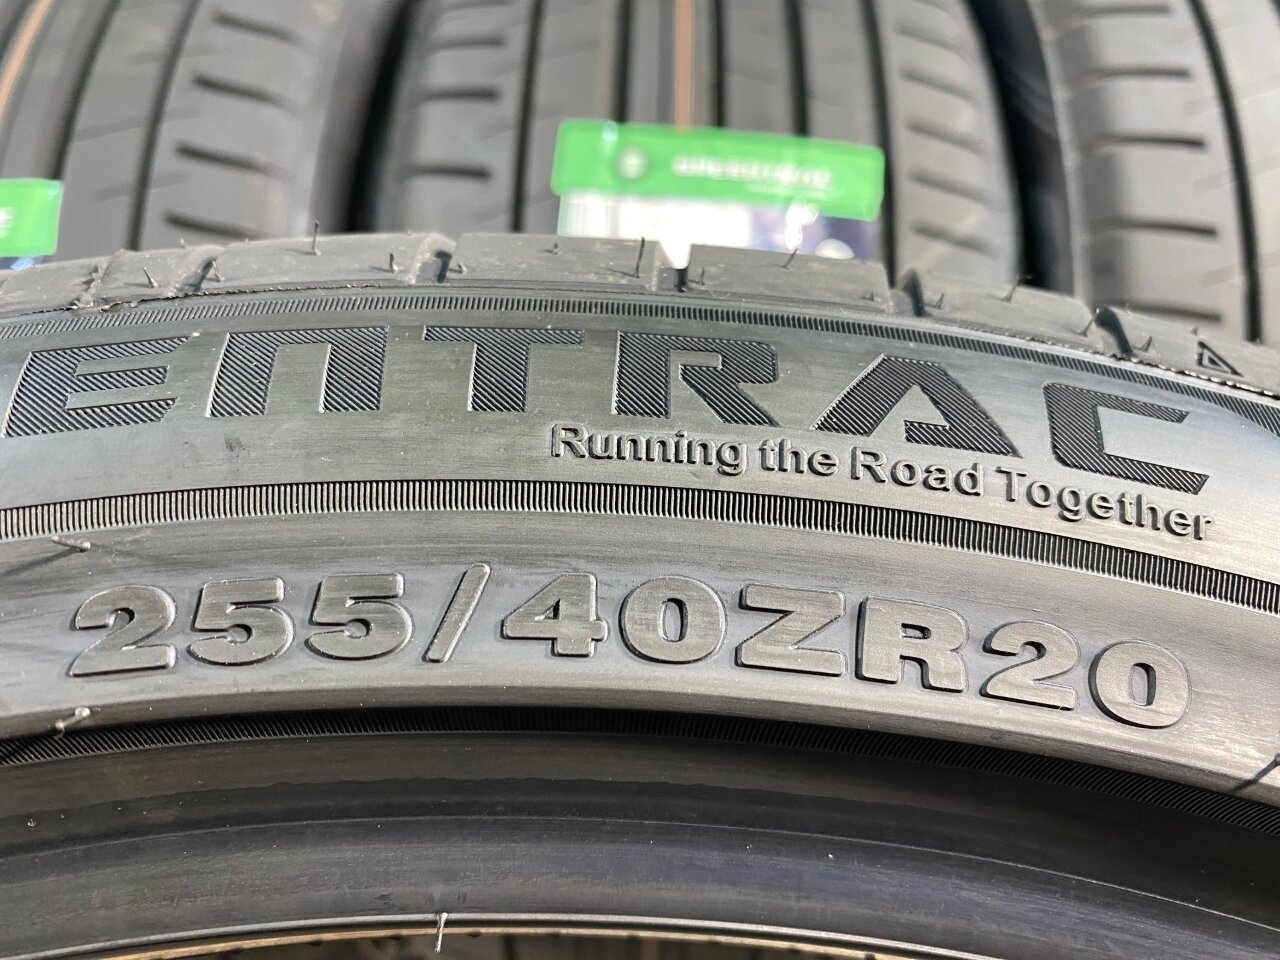 ENTRAC
Running the Road Together
255/40ZR20